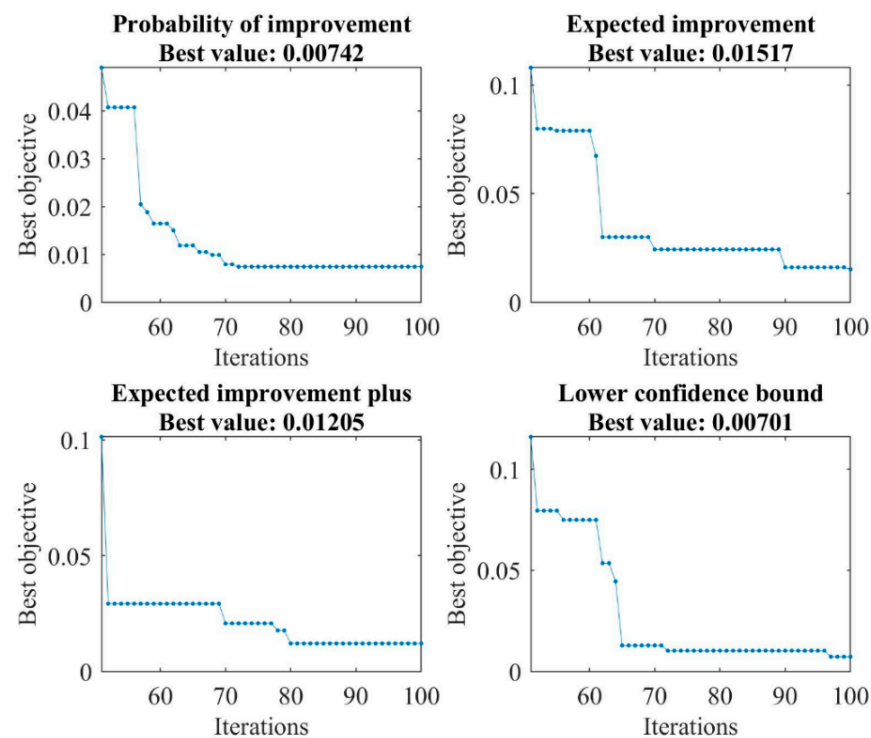 Probability of improvement
Best value: 0.00742
Best objective
0.04
0.03
0.02
0.01
0
60 70 80 90 100
Iterations
Expected improvement
Best value: 0.01517
Best objective
0.1
0.05
0
60 70 80 90 100
Iterations
Expected improvement plus
Best value: 0.01205
Best objective
0.1
0.05
0
60 70 80 90 100
Iterations
Lower confidence bound
Best value: 0.00701
Best objective
0.1
0.05
0
60 70 80 90 100
Iterations